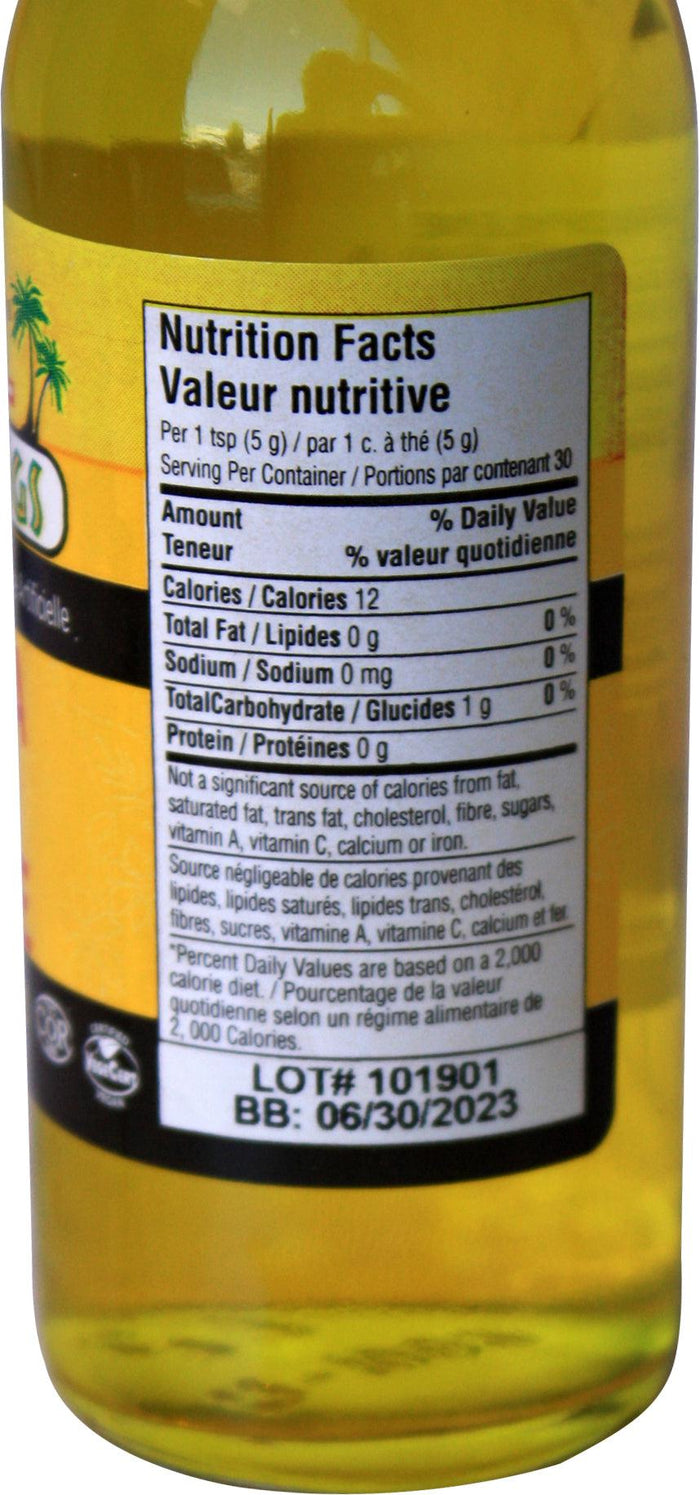 Nutrition Facts
Valeur nutritive
Per 1 tsp (5 g) / par 1 c. à thé (5 g)
Serving Per Container / Portions par contenant 30
Amount % Daily Value
Teneur % valeur quotidienne
Calories / Calories 12
Total Fat / Lipides 0 g 0 %
Sodium / Sodium 0 mg 0 %
TotalCarbohydrate / Glucides 1 g 0 %
Protein / Protéines 0 g
Not a significant source of calories from fat,
saturated fat, trans fat, cholesterol, fibre, sugars,
vitamin A, vitamin C, calcium or iron.
Source négligeable de calories provenant des
lipides, lipides saturés, lipides trans, cholestérol,
fibres, sucres, vitamine A, vitamine C, calcium et fer.
*Percent Daily Values are based on a 2,000
calorie diet. / Pourcentage de la valeur
quotidienne selon un régime alimentaire de
2, 000 Calories.
LOT# 101901
BB: 06/30/2023
GS
COR